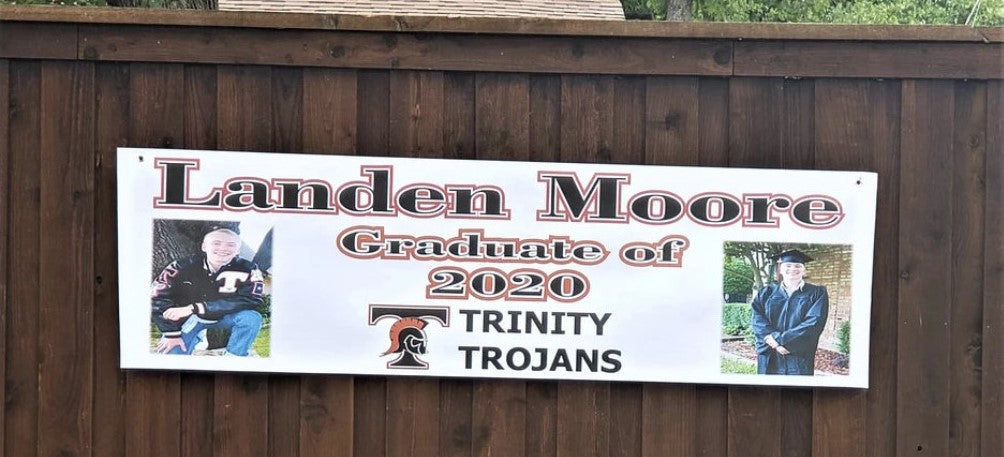 Landen Moore
Graduate of
2020
T TRINITY
TROJANS
T